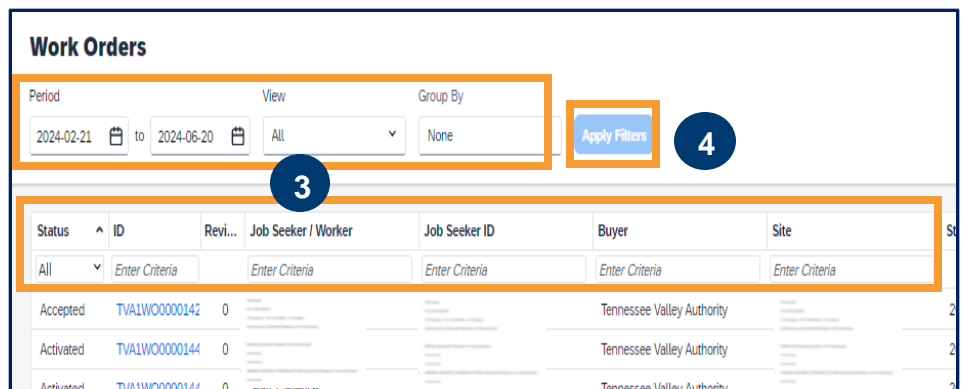 Work Orders
Period View Group By
2024-02-21 to 2024-06-20 All None Apply Filters 4
3
Status ID Revi... Job Seeker / Worker Job Seeker ID Buyer Site St
All Enter Criteria Enter Criteria Enter Criteria Enter Criteria Enter Criteria
Accepted TVA1WO0000142 0 Tennessee Valley Authority 2
Activated TVA1WO0000144 0 Tennessee Valley Authority 2
Activated TVA1WO0000144 0 Tennessee Valley Authority